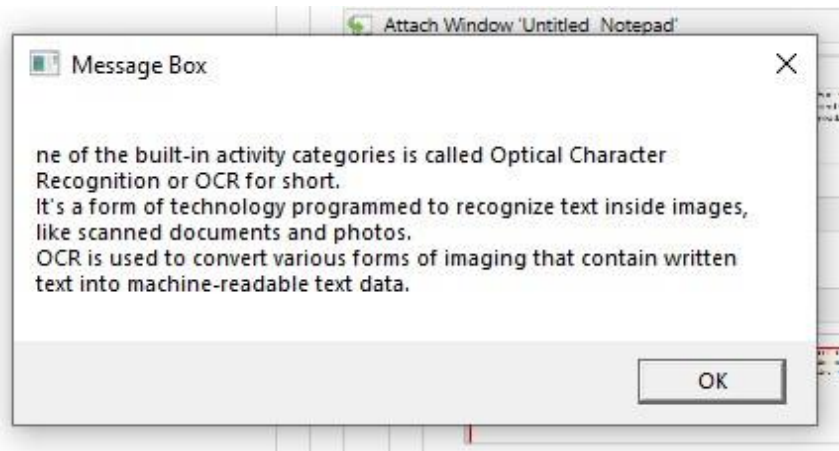 Attach Window 'Untitled Notepad'
Message Box
ne of the built-in activity categories is called Optical Character
Recognition or OCR for short.
It's a form of technology programmed to recognize text inside images,
like scanned documents and photos.
OCR is used to convert various forms of imaging that contain written
text into machine-readable text data.
OK